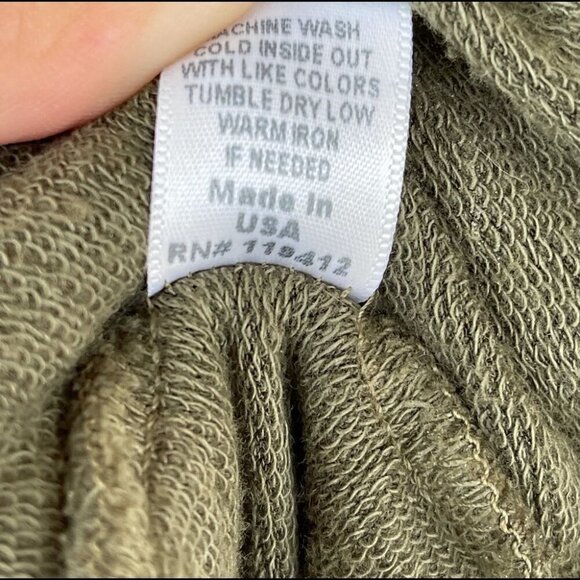 MACHINE WASH
COLD INSIDE OUT
WITH LIKE COLORS
TUMBLE DRY LOW
WARM IRON
IF NEEDED
Made In
USA
RN# 119412